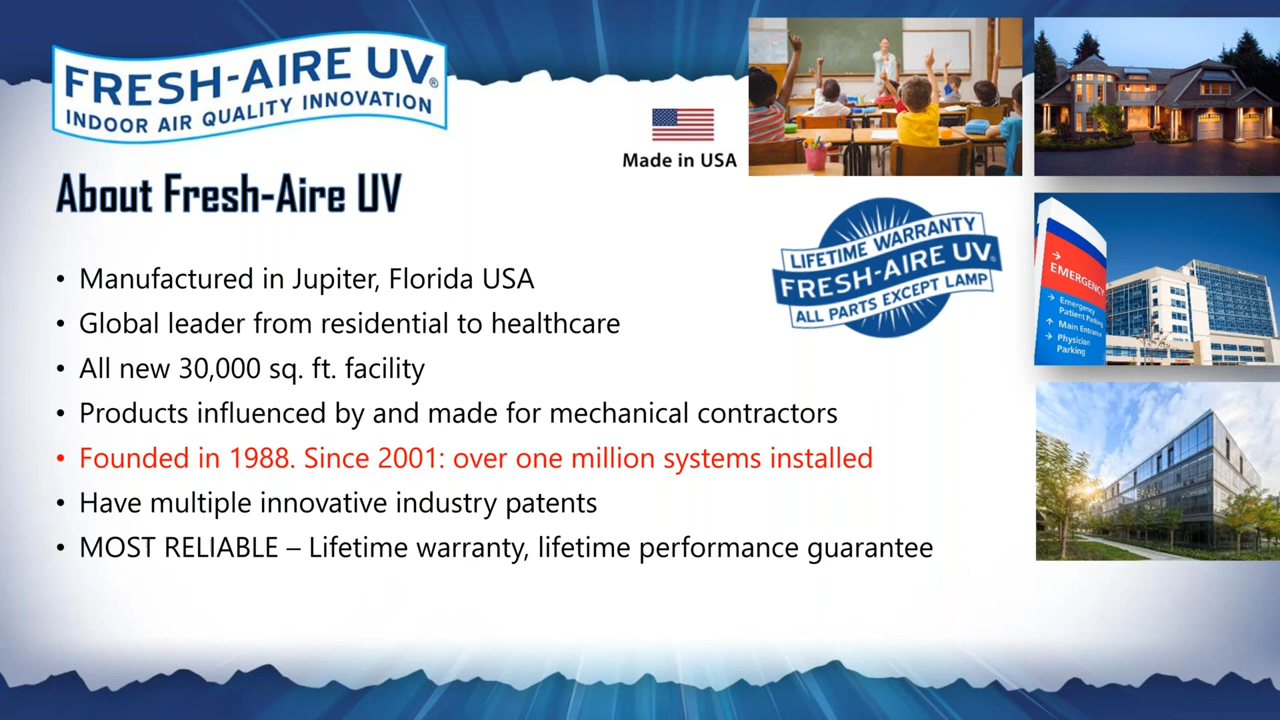 FRESH-AIRE UV®
INDOOR AIR QUALITY INNOVATION
Made in USA
About Fresh-Aire UV
• Manufactured in Jupiter, Florida USA
• Global leader from residential to healthcare
• All new 30,000 sq. ft. facility
• Products influenced by and made for mechanical contractors
• Founded in 1988. Since 2001: over one million systems installed
• Have multiple innovative industry patents
• MOST RELIABLE – Lifetime warranty, lifetime performance guarantee
LIFETIME WARRANTY
FRESH-AIRE UV®
ALL PARTS EXCEPT LAMP
→
EMERGENCY
→ Emergency
Patient Parking
↑ Main Entrance
→ Physician
Parking